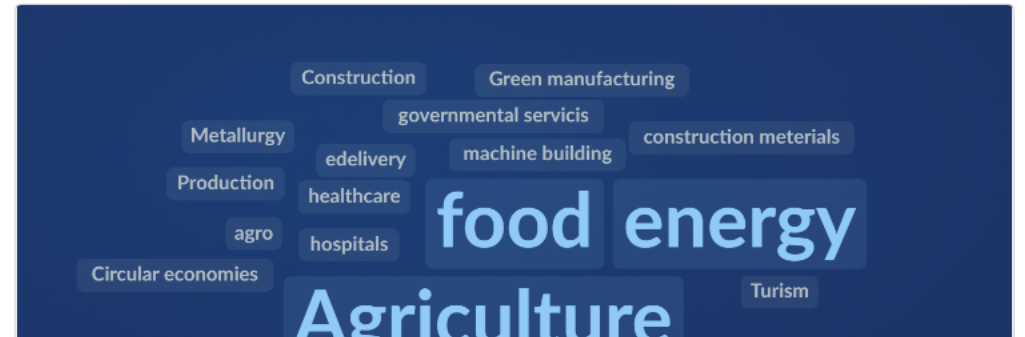 Construction
Green manufacturing
governmental servicis
Metallurgy
construction meterials
edelivery
machine building
Production
healthcare
food
energy
agro
hospitals
Circular economies
Turism
Agriculture